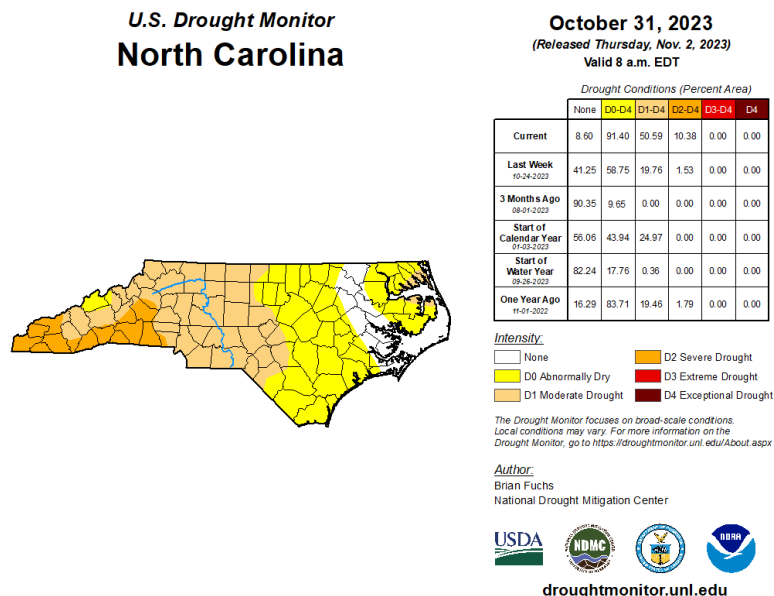 U.S. Drought Monitor
North Carolina
October 31, 2023
(Released Thursday, Nov. 2, 2023)
Valid 8 a.m. EDT
Drought Conditions (Percent Area)
None D0-D4 D1-D4 D2-D4 D3-D4 D4
Current 8.60 91.40 50.59 10.38 0.00 0.00
Last Week
10-24-2023 41.25 58.75 19.76 1.53 0.00 0.00
3 Months Ago
08-01-2023 90.35 9.65 0.00 0.00 0.00 0.00
Start of
Calendar Year
01-03-2023 56.06 43.94 24.97 0.00 0.00 0.00
Start of
Water Year
09-26-2023 82.24 17.76 0.36 0.00 0.00 0.00
One Year Ago
11-01-2022 16.29 83.71 19.46 1.79 0.00 0.00
Intensity:
None
D0 Abnormally Dry
D1 Moderate Drought
D2 Severe Drought
D3 Extreme Drought
D4 Exceptional Drought
The Drought Monitor focuses on broad-scale conditions.
Local conditions may vary. For more information on the
Drought Monitor, go to https://droughtmonitor.unl.edu/About.aspx
Author:
Brian Fuchs
National Drought Mitigation Center
USDA
NDMC
NOAA
droughtmonitor.unl.edu